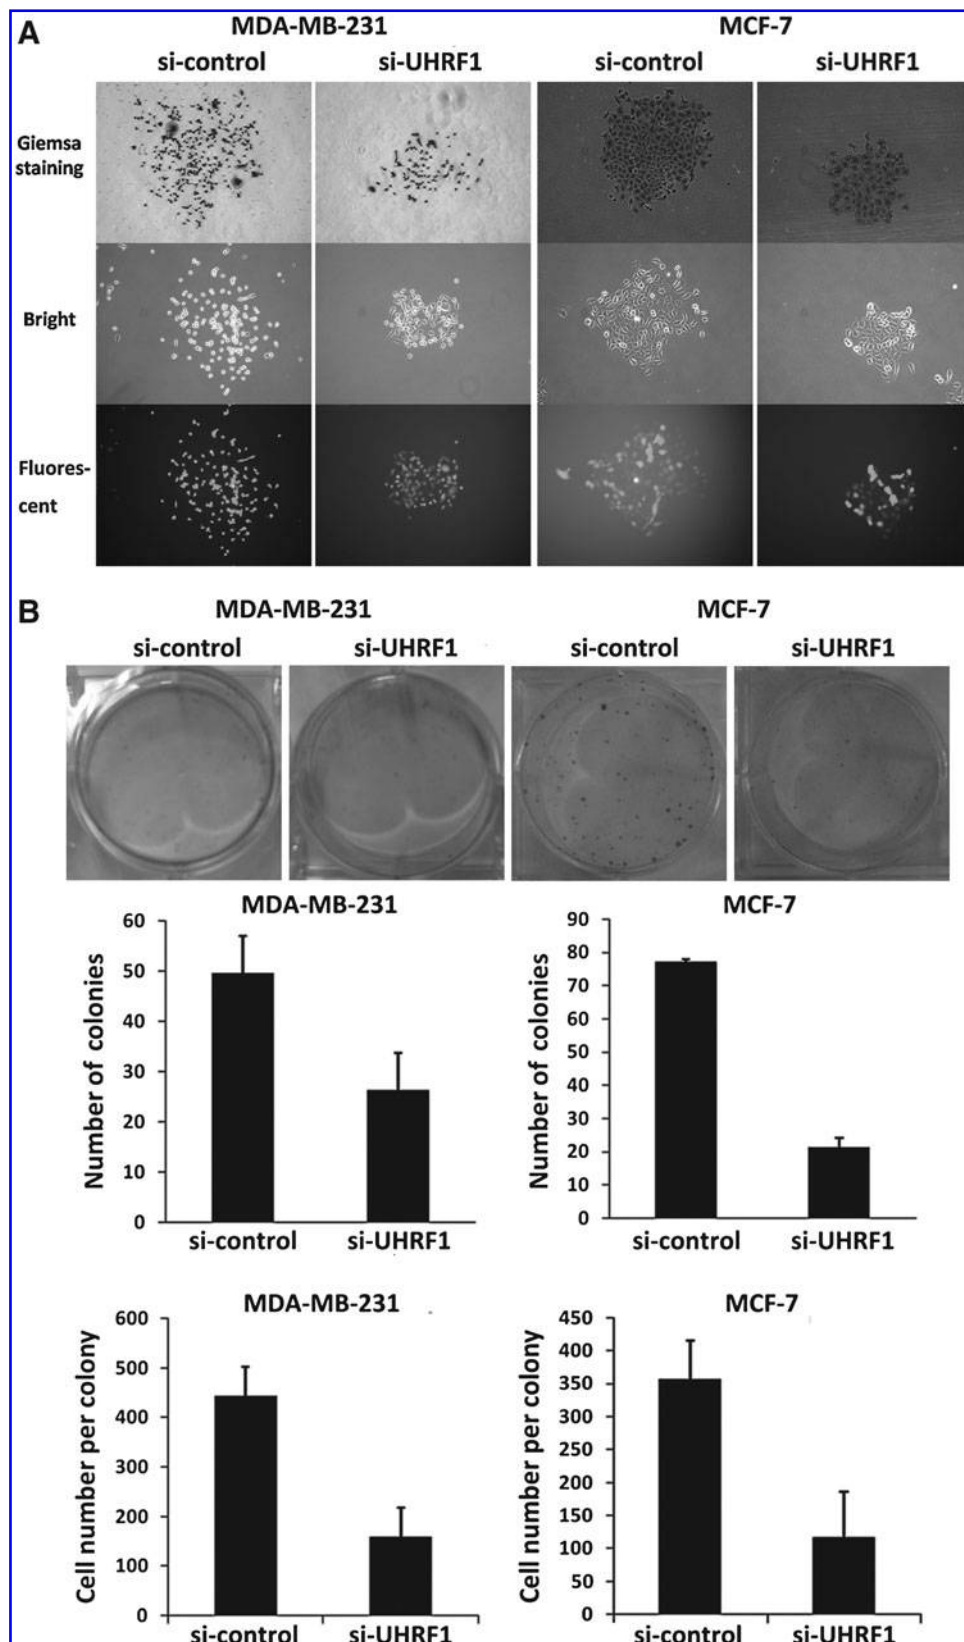 A
MDA-MB-231
MCF-7
si-control
si-UHRF1
si-control
si-UHRF1
Giemsa
staining
Bright
Fluores-
cent
B
MDA-MB-231
MCF-7
si-control
si-UHRF1
si-control
si-UHRF1
MDA-MB-231
Number of colonies
60
50
40
30
20
10
0
si-control
si-UHRF1
MCF-7
Number of colonies
90
80
70
60
50
40
30
20
10
0
si-control
si-UHRF1
MDA-MB-231
Cell number per colony
600
500
400
300
200
100
0
si-control
si-UHRF1
MCF-7
Cell number per colony
450
400
350
300
250
200
150
100
50
0
si-control
si-UHRF1